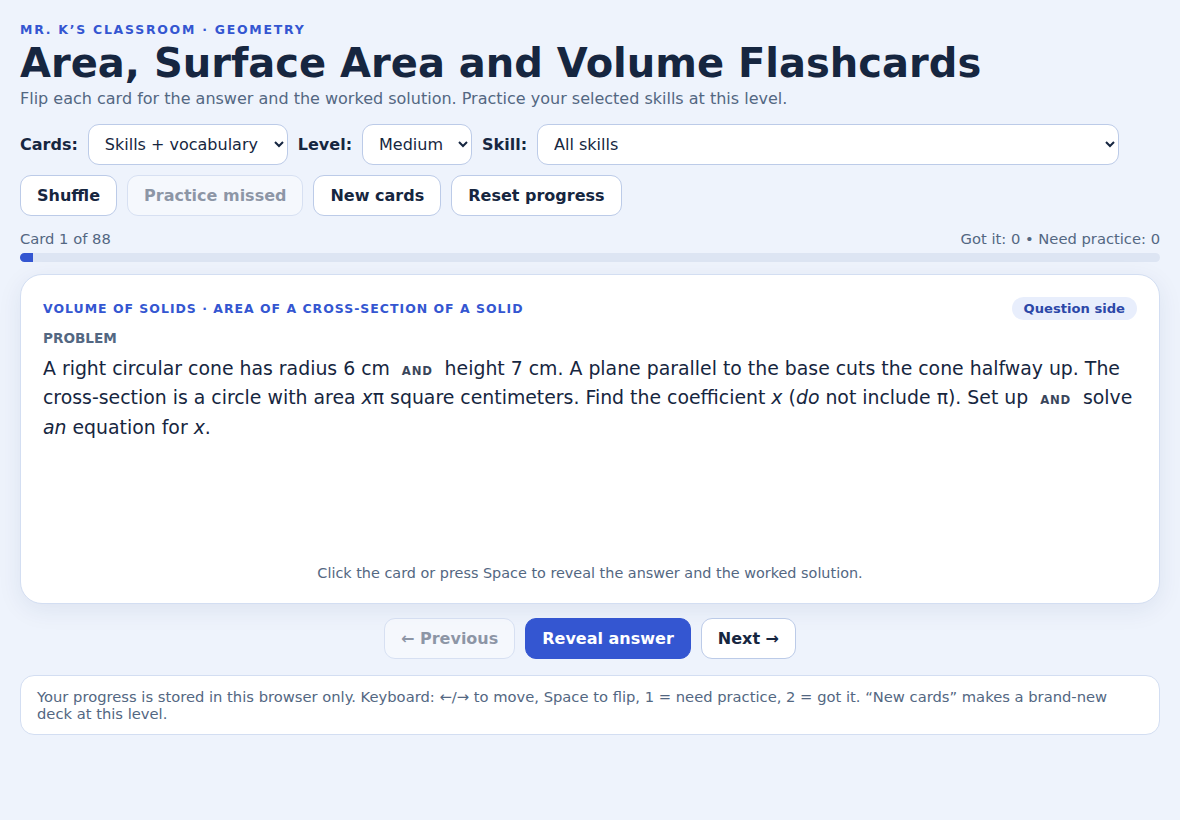 MR. K’S CLASSROOM · GEOMETRY
Area, Surface Area and Volume Flashcards
Flip each card for the answer and the worked solution. Practice your selected skills at this level.
Cards: Skills + vocabulary Level: Medium Skill: All skills
Shuffle Practice missed New cards Reset progress
Card 1 of 88 Got it: 0 • Need practice: 0
VOLUME OF SOLIDS · AREA OF A CROSS-SECTION OF A SOLID Question side
PROBLEM
A right circular cone has radius 6 cm AND height 7 cm. A plane parallel to the base cuts the cone halfway up. The
cross-section is a circle with area xπ square centimeters. Find the coefficient x (do not include π). Set up AND solve
an equation for x.
Click the card or press Space to reveal the answer and the worked solution.
← Previous Reveal answer Next →
Your progress is stored in this browser only. Keyboard: ←/→ to move, Space to flip, 1 = need practice, 2 = got it. “New cards” makes a brand-new
deck at this level.